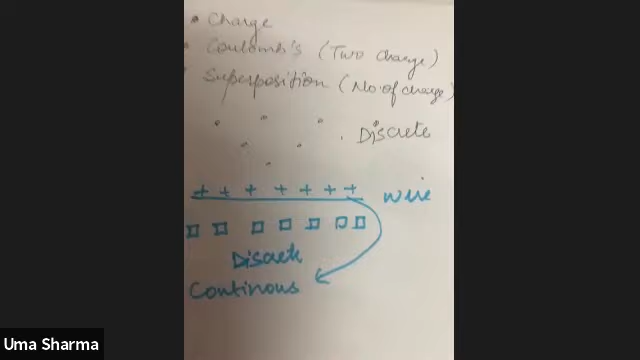 • Charge
• Coulomb's (Two charge)
• Superposition (No of charge)
Discrete
+ + + + + + + wire
Discrete
Continous
Uma Sharma